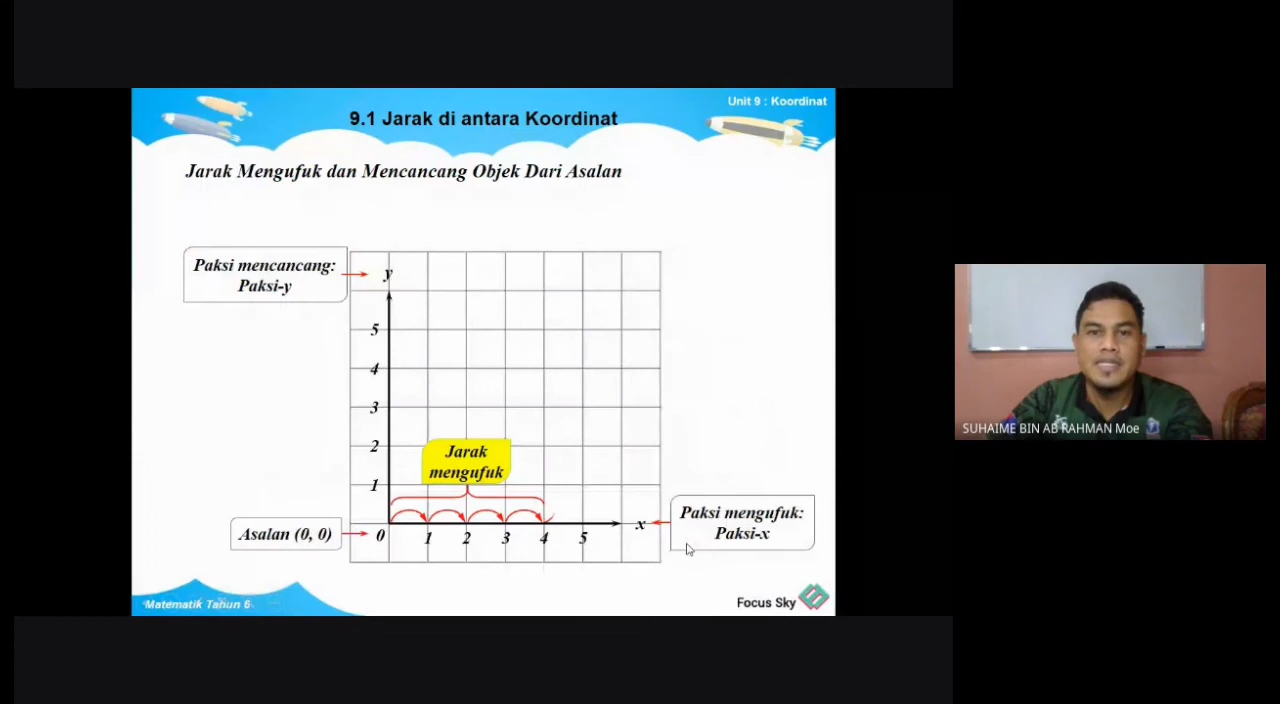 Unit 9 : Koordinat
9.1 Jarak di antara Koordinat
Jarak Mengufuk dan Mencancang Objek Dari Asalan
Paksi mencancang:
Paksi-y
y
5
4
3
2
1
Jarak
mengufuk
Asalan (0, 0)
0 1 2 3 4 5
x
Paksi mengufuk:
Paksi-x
Matematik Tahun 6
Focus Sky
SUHAIME BIN AB RAHMAN Moe